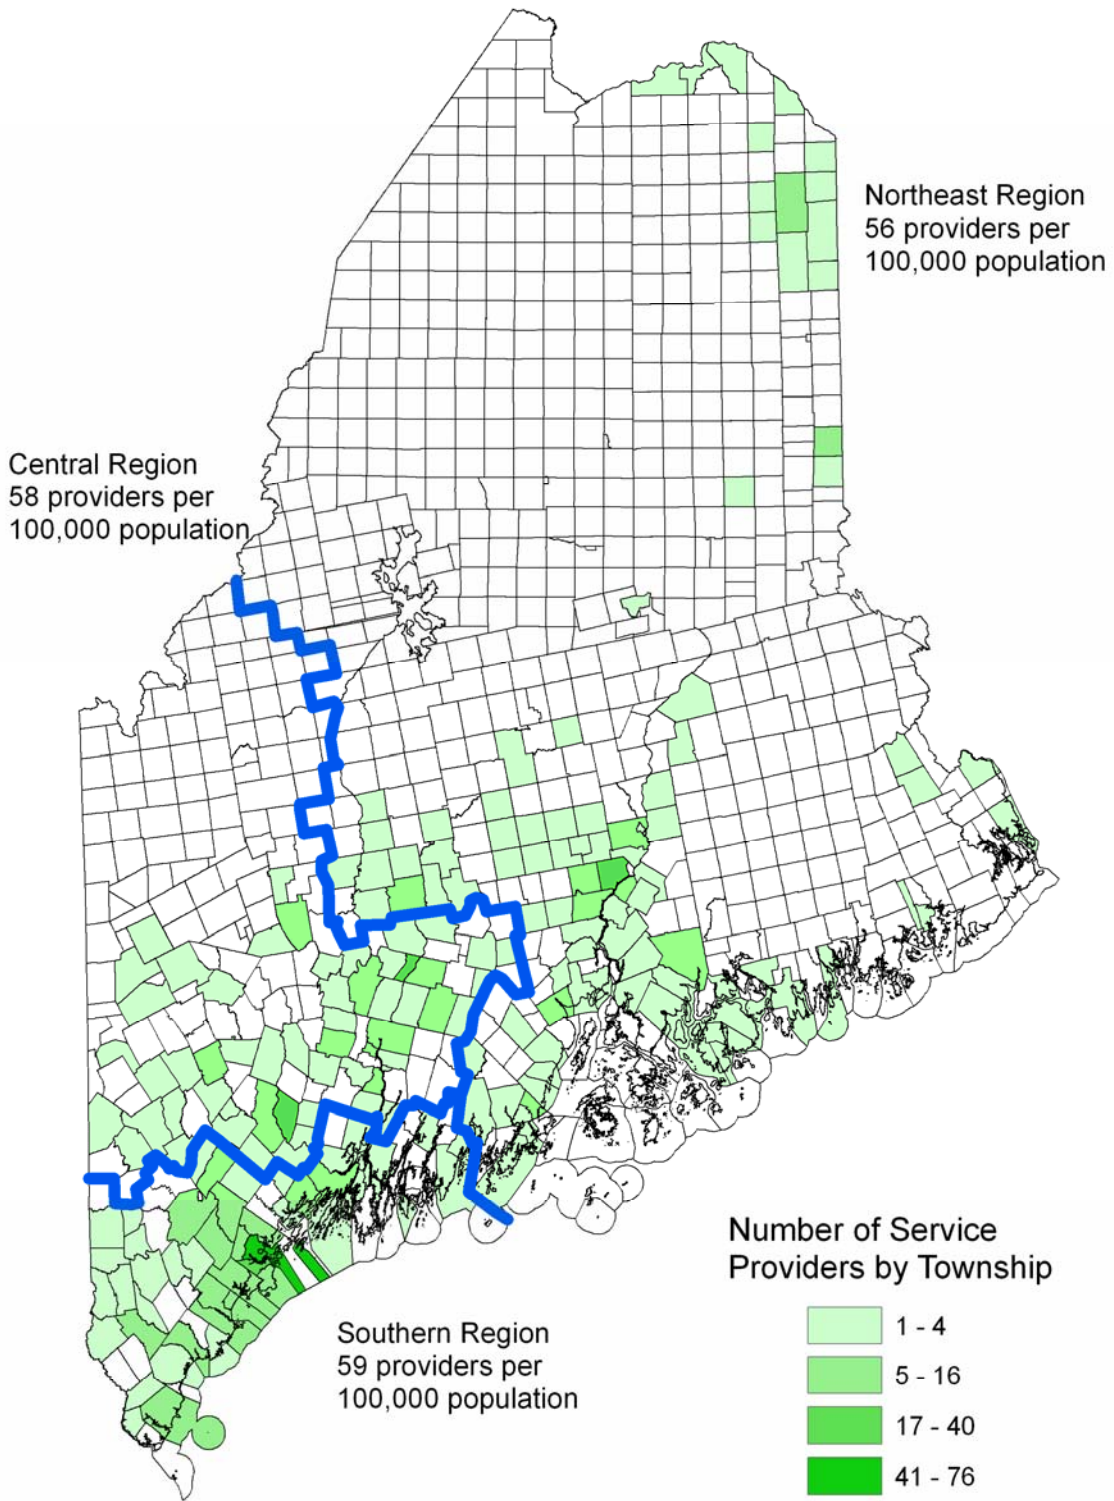 Northeast Region
56 providers per
100,000 population
Central Region
58 providers per
100,000 population
Southern Region
59 providers per
100,000 population
Number of Service
Providers by Township
1 - 4
5 - 16
17 - 40
41 - 76